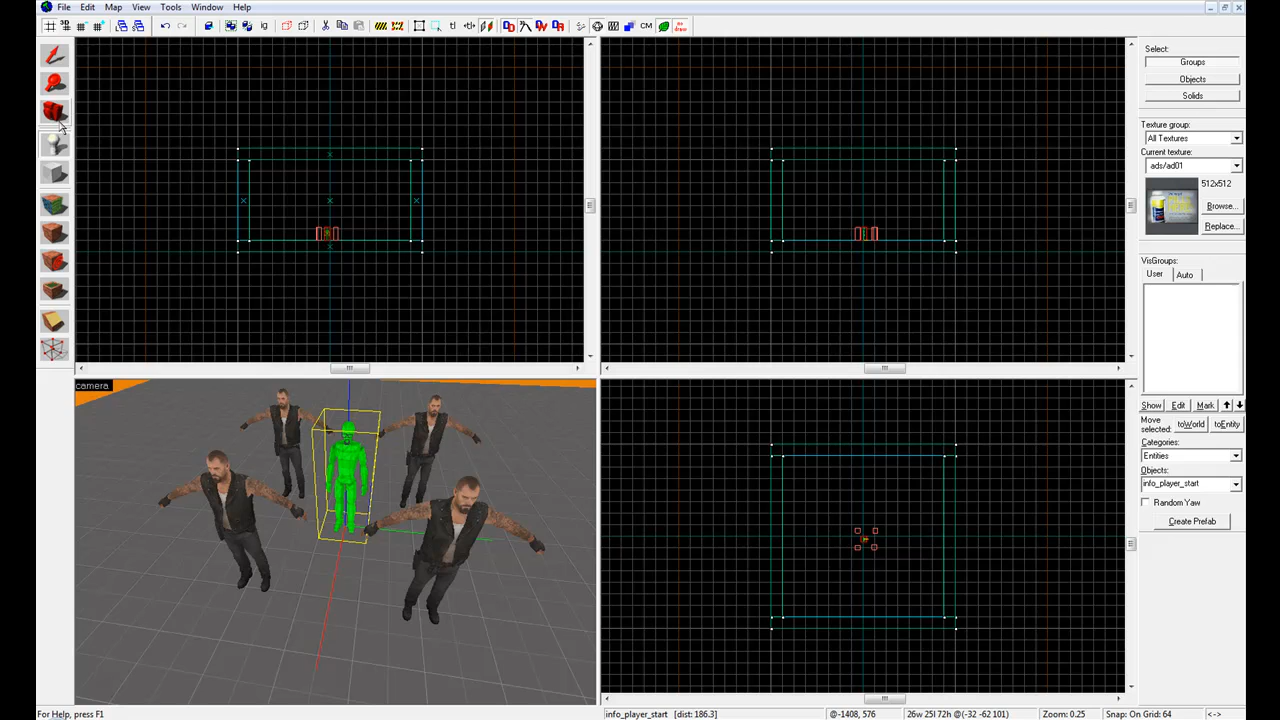 File Edit Map View Tools Window Help
3D
ig
tl
CM
Select:
Groups
Objects
Solids
Texture group:
All Textures
Current texture:
ads/ad01
512x512
Browse...
Replace...
VisGroups:
User Auto
camera
Show Edit Mark
Move selected:
toWorld toEntity
Categories:
Entities
Objects:
info_player_start
Random Yaw
Create Prefab
For Help, press F1
info_player_start [dist: 186.3]
@-1408, 576
26w 25l 72h @(-32 -62 101)
Zoom: 0.25
Snap: On Grid: 64
<->